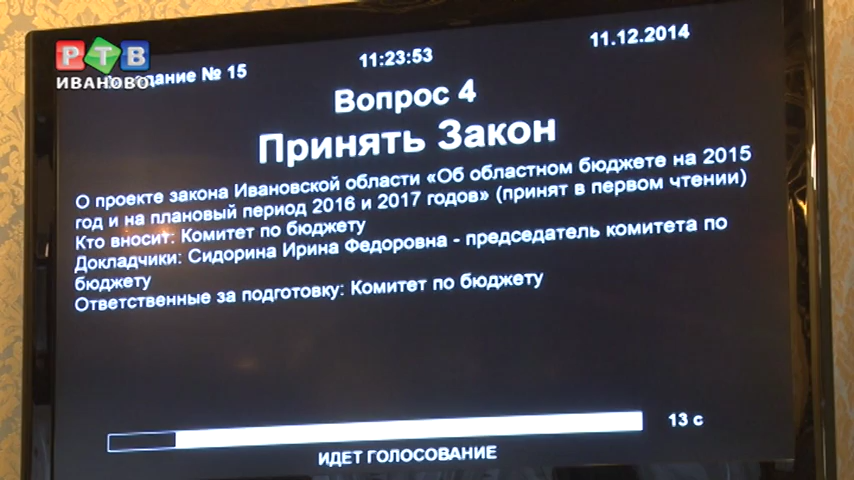 РТВ
ИВАНОВО
дание № 15
11:23:53
11.12.2014
Вопрос 4
Принять Закон
О проекте закона Ивановской области «Об областном бюджете на 2015
год и на плановый период 2016 и 2017 годов» (принят в первом чтении)
Кто вносит: Комитет по бюджету
Докладчики: Сидорина Ирина Федоровна - председатель комитета по
бюджету
Ответственные за подготовку: Комитет по бюджету
13 с
ИДЕТ ГОЛОСОВАНИЕ